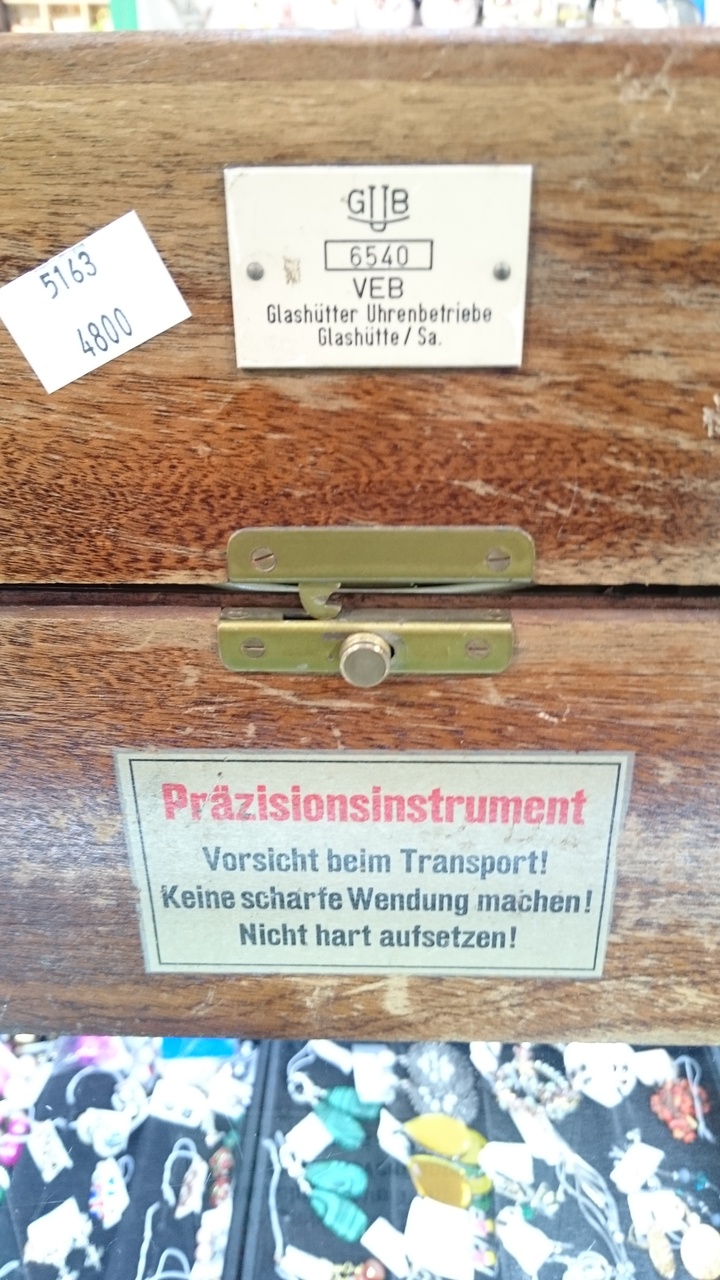 GUB
6540
VEB
Glashütter Uhrenbetriebe
Glashütte / Sa.
5163
4800
Präzisionsinstrument
Vorsicht beim Transport!
Keine scharfe Wendung machen!
Nicht hart aufsetzen!